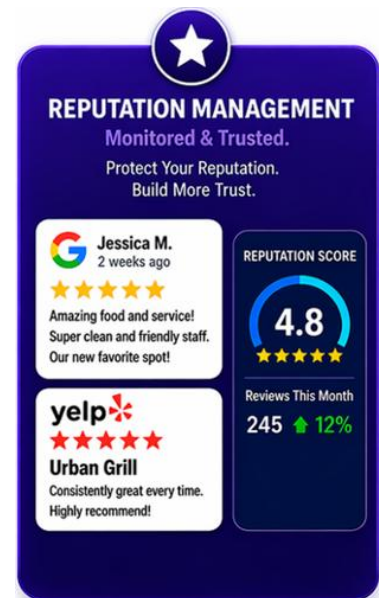 REPUTATION MANAGEMENT
Monitored & Trusted.
Protect Your Reputation.
Build More Trust.
G
Jessica M.
2 weeks ago
Amazing food and service!
Super clean and friendly staff.
Our new favorite spot!
yelp
Urban Grill
Consistently great every time.
Highly recommend!
REPUTATION SCORE
4.8
Reviews This Month
245 12%